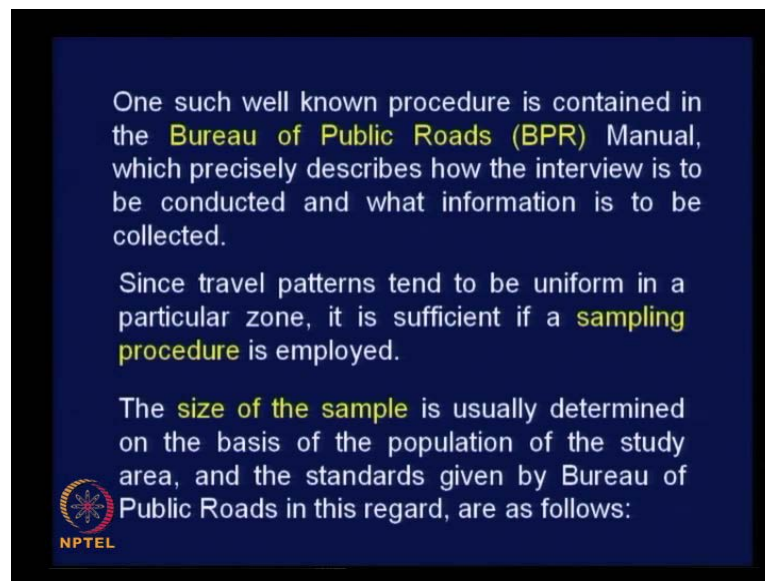 One such well known procedure is contained in
the Bureau of Public Roads (BPR) Manual,
which precisely describes how the interview is to
be conducted and what information is to be
collected.
Since travel patterns tend to be uniform in a
particular zone, it is sufficient if a sampling
procedure is employed.
The size of the sample is usually determined
on the basis of the population of the study
area, and the standards given by Bureau of
Public Roads in this regard, are as follows:
NPTEL